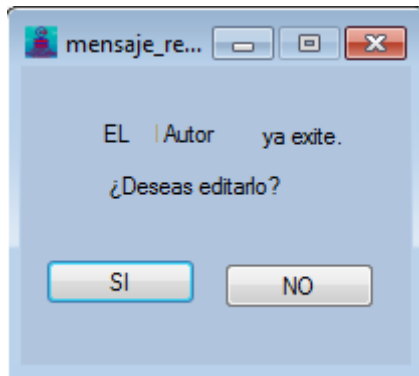 mensaje_re...
EL Autor ya exite.
¿Deseas editarlo?
SI NO